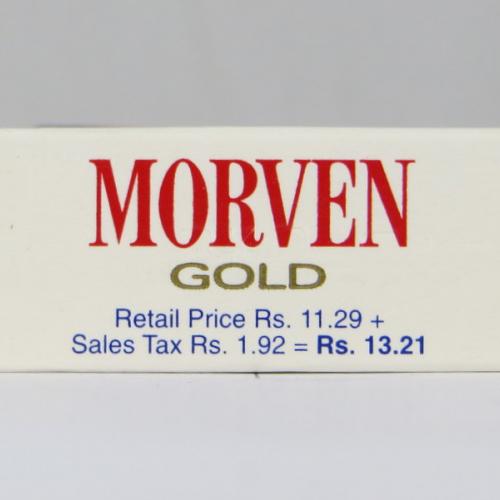 MORVEN
GOLD
Retail Price Rs. 11.29 +
Sales Tax Rs. 1.92 = Rs. 13.21